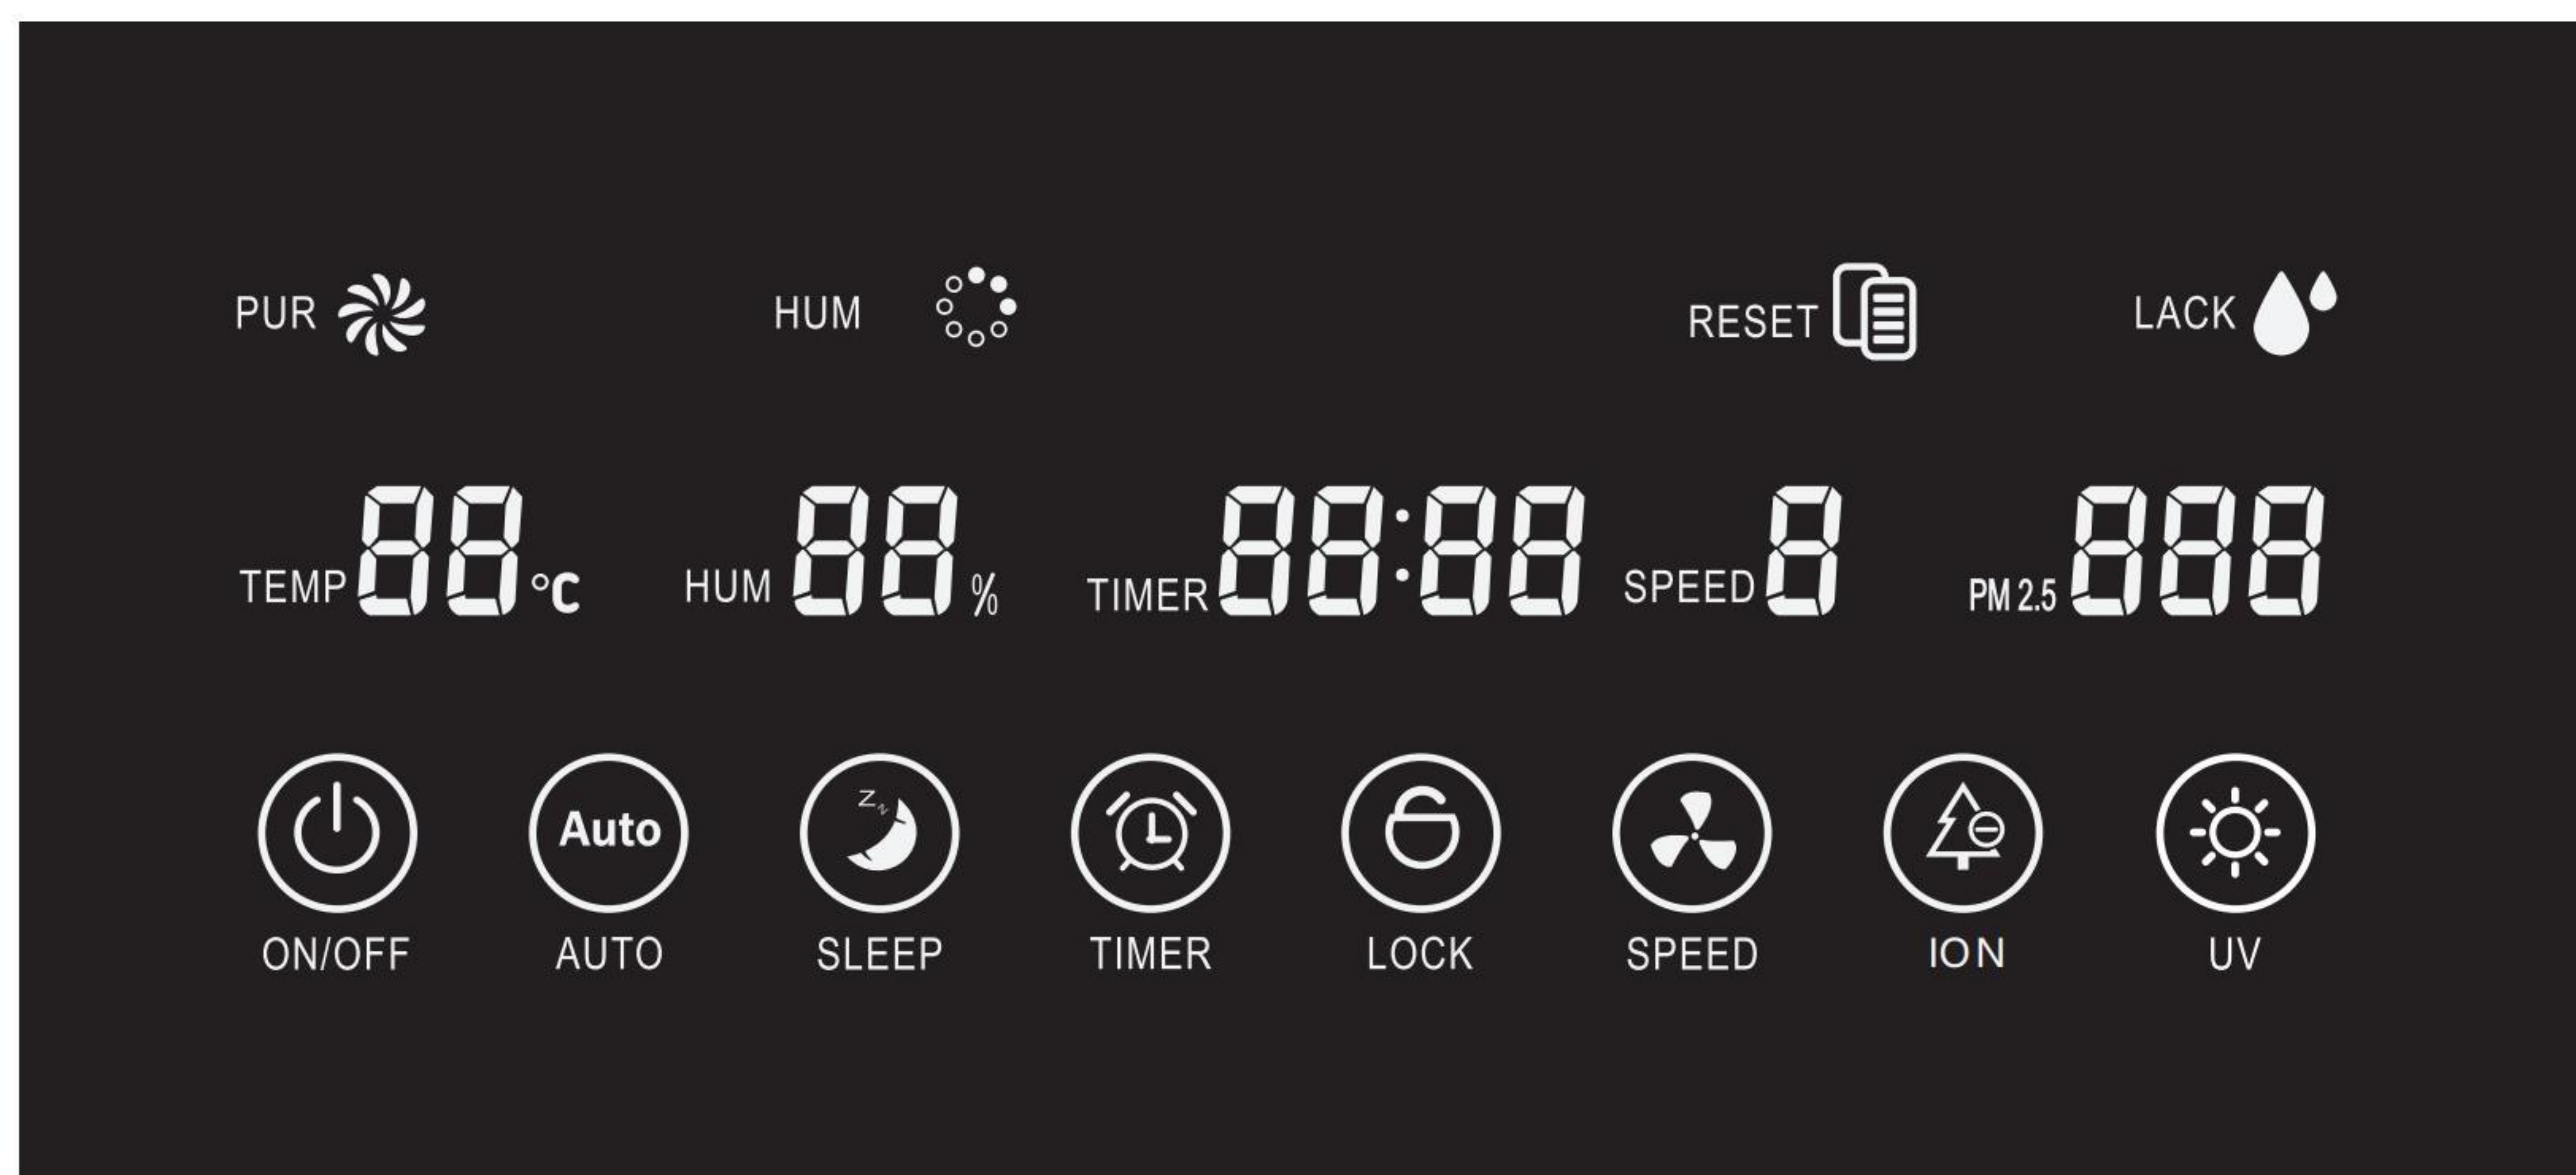 PUR HUM RESET LACK
TEMP 88 °C HUM 88 % TIMER 88:88 SPEED 8 PM 2.5 888
Auto z z
ON/OFF AUTO SLEEP TIMER LOCK SPEED ION UV